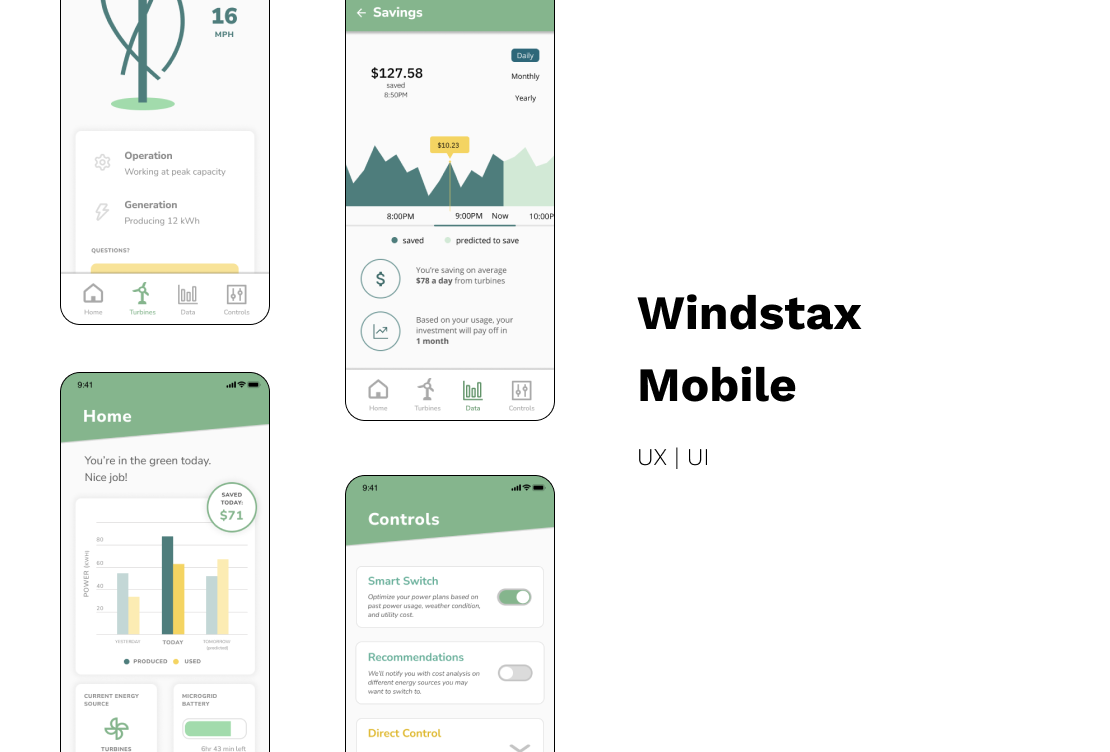 16
MPH
Operation
Working at peak capacity
Generation
Producing 12 kWh
QUESTIONS?
Home
Turbines
Data
Controls
9:41
Home
You're in the green today.
Nice job!
SAVED
TODAY:
$71
POWER (KWH)
80
60
40
20
YESTERDAY
TODAY
TOMORROW
(predicted)
PRODUCED
USED
CURRENT ENERGY
SOURCE
TURBINES
MICROGRID
BATTERY
6hr 43 min left
← Savings
Daily
Monthly
Yearly
$127.58
saved
8:50PM
$10.23
8:00PM
9:00PM
Now
10:00P
saved
predicted to save
$
You're saving on average
$78 a day from turbines
Based on your usage, your
investment will pay off in
1 month
Home
Turbines
Data
Controls
9:41
Controls
Smart Switch
Optimize your power plans based on
past power usage, weather condition,
and utility cost.
Recommendations
We'll notify you with cost analysis on
different energy sources you may
want to switch to.
Direct Control
Windstax
Mobile
UX | UI